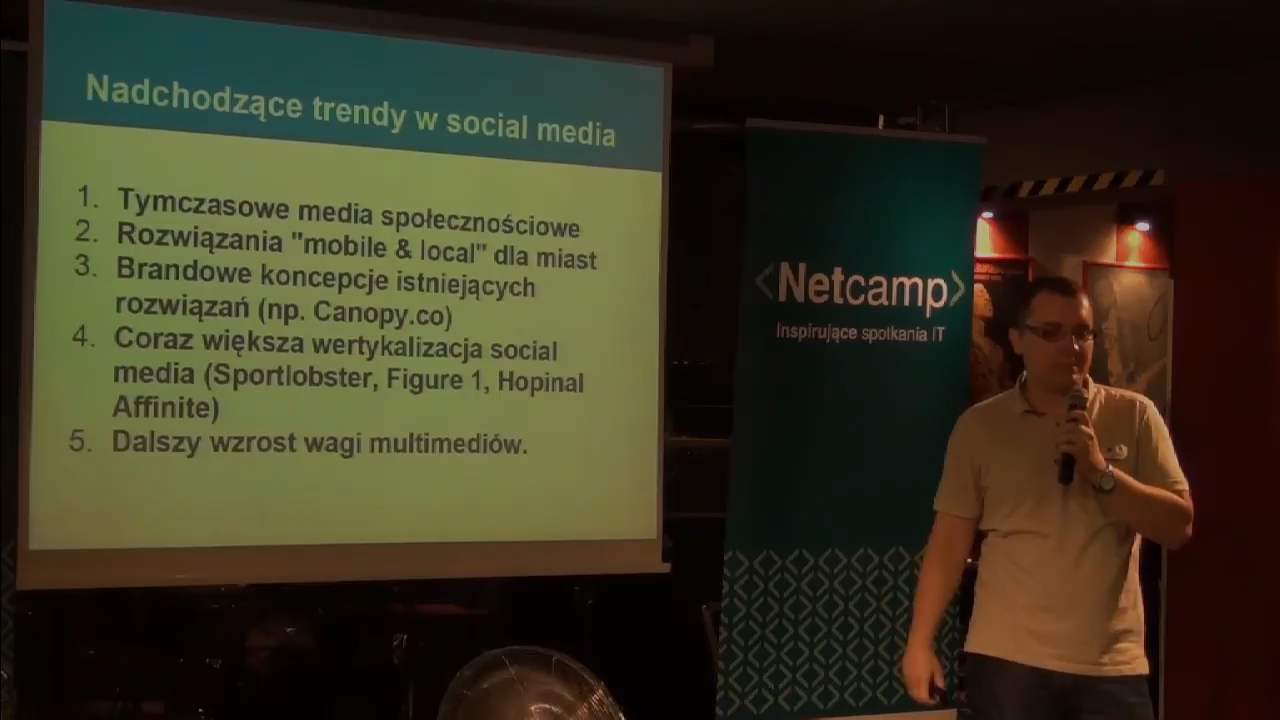 Nadchodzące trendy w social media
1. Tymczasowe media społecznościowe
2. Rozwiązania "mobile & local" dla miast
3. Brandowe koncepcje istniejących
rozwiązań (np. Canopy.co)
4. Coraz większa wertykalizacja social
media (Sportlobster, Figure 1, Hopinal
Affinite)
5. Dalszy wzrost wagi multimediów.
<Netcamp>
Inspirujące spotkania IT